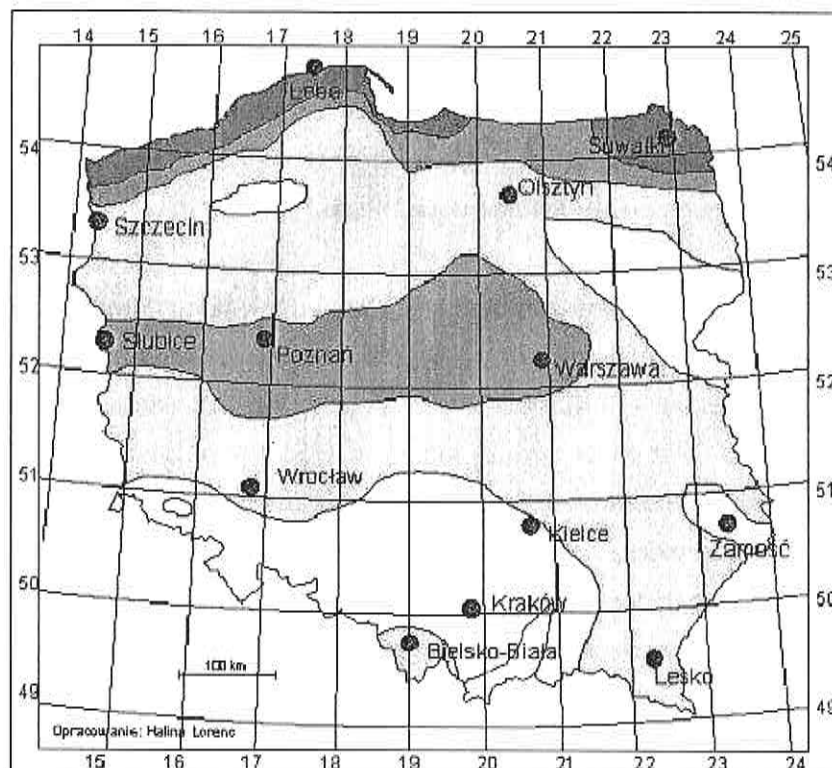 14 15 16 17 18 19 20 21 22 23 24 25
Łeba
54 Suwałki 54
Olsztyn
Szczecin
53 53
Słubice
Poznań
52 Warszawa 52
51 Wrocław 51
Kielce
Zamość
50 Kraków 50
Bielsko-Biała
100 km
Lesko
49 49
Opracowanie: Halina Lorenc
15 16 17 18 19 20 21 22 23 24